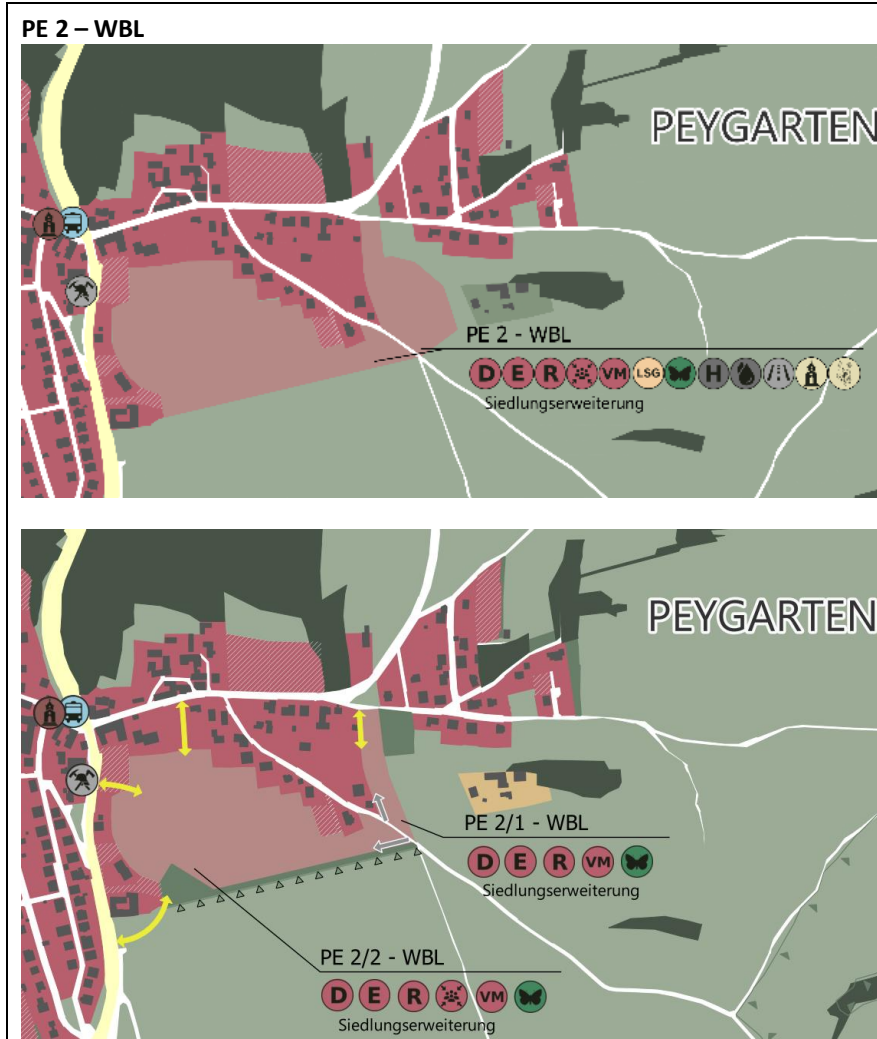 PE 2 – WBL
PEYGARTEN
PE 2 - WBL
D E R VM LSG H
Siedlungserweiterung
PEYGARTEN
PE 2/1 - WBL
D E R VM
Siedlungserweiterung
PE 2/2 - WBL
D E R VM
Siedlungserweiterung